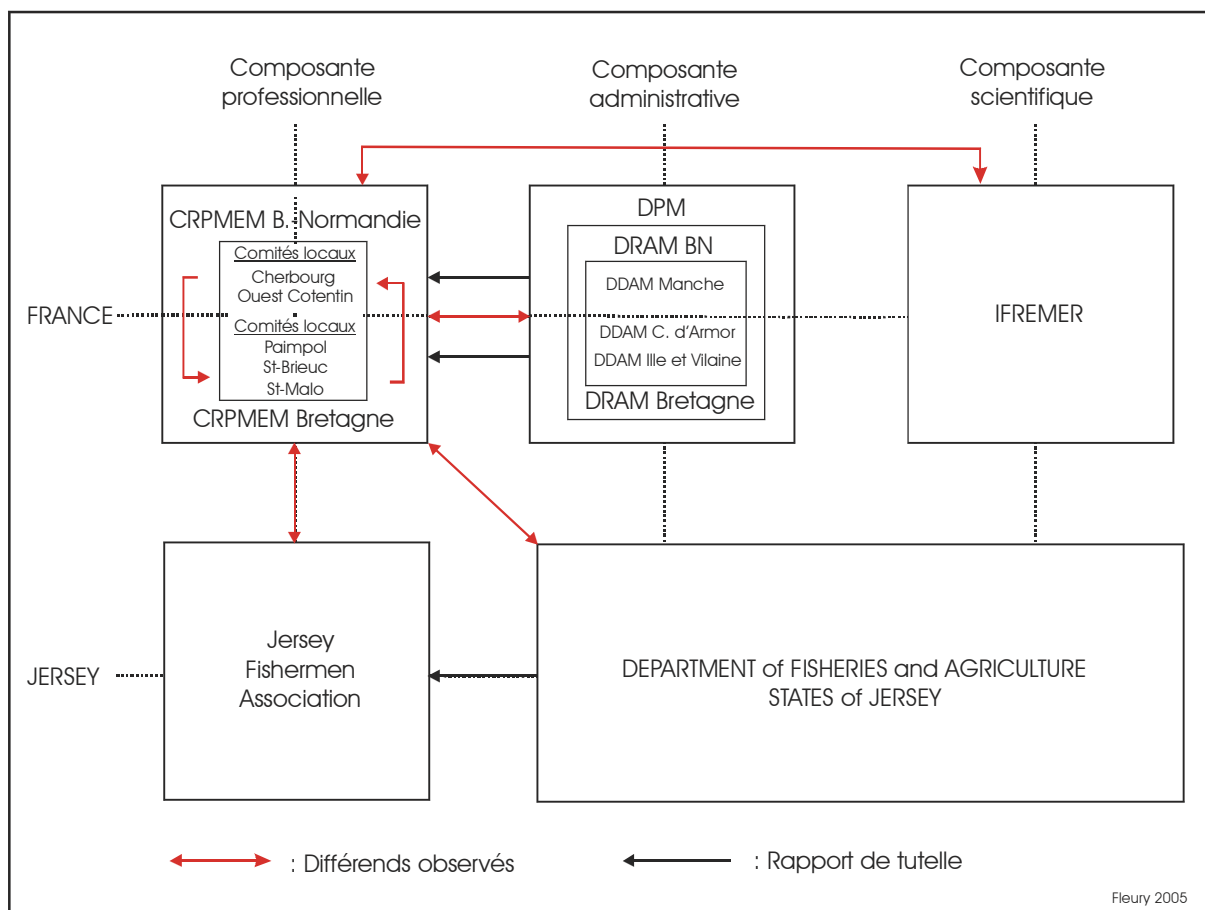 Composante
professionnelle
Composante
administrative
Composante
scientifique
FRANCE
CRPMEM B.-Normandie
Comités locaux
Cherbourg
Ouest Cotentin
Comités locaux
Paimpol
St-Brieuc
St-Malo
CRPMEM Bretagne
DPM
DRAM BN
DDAM Manche
DDAM C. d'Armor
DDAM Ille et Vilaine
DRAM Bretagne
IFREMER
JERSEY
Jersey
Fishermen
Association
DEPARTMENT of FISHERIES and AGRICULTURE
STATES of JERSEY
: Différends observés
: Rapport de tutelle
Fleury 2005